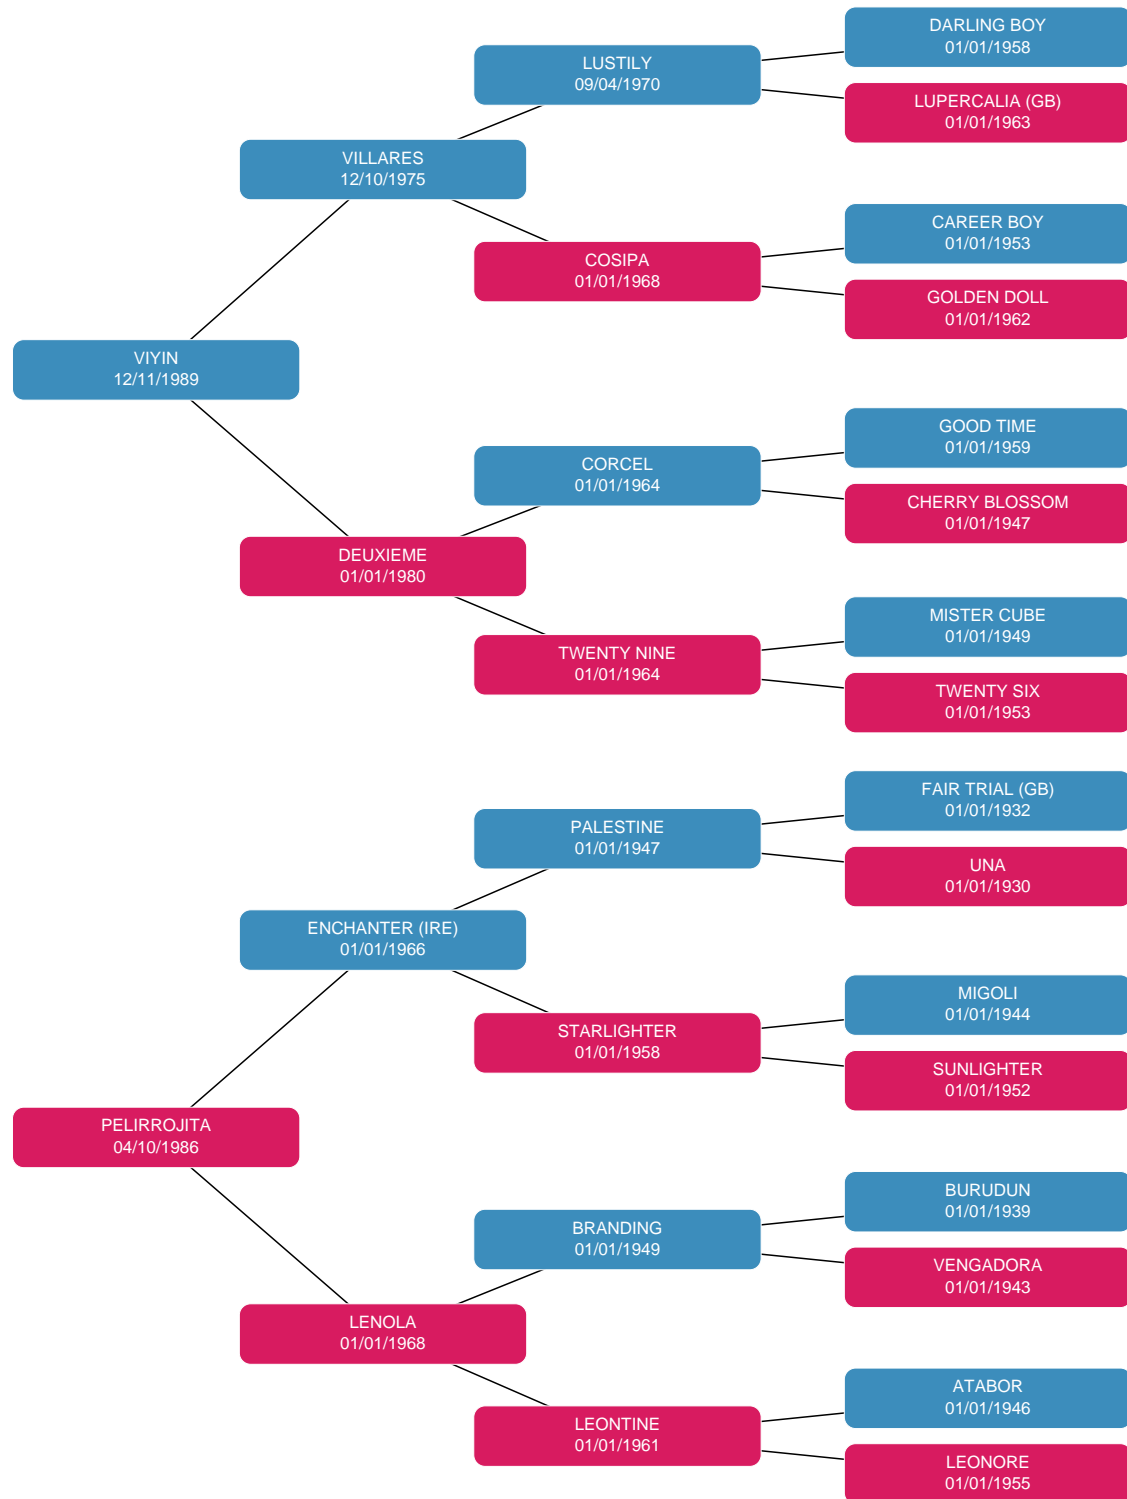 DARLING BOY
01/01/1958
LUSTILY
09/04/1970
LUPERCALIA (GB)
01/01/1963
VILLARES
12/10/1975
CAREER BOY
01/01/1953
COSIPA
01/01/1968
GOLDEN DOLL
01/01/1962
VIYIN
12/11/1989
GOOD TIME
01/01/1959
CORCEL
01/01/1964
CHERRY BLOSSOM
01/01/1947
DEUXIEME
01/01/1980
MISTER CUBE
01/01/1949
TWENTY NINE
01/01/1964
TWENTY SIX
01/01/1953
FAIR TRIAL (GB)
01/01/1932
PALESTINE
01/01/1947
UNA
01/01/1930
ENCHANTER (IRE)
01/01/1966
MIGOLI
01/01/1944
STARLIGHTER
01/01/1958
SUNLIGHTER
01/01/1952
PELIRROJITA
04/10/1986
BURUDUN
01/01/1939
BRANDING
01/01/1949
VENGADORA
01/01/1943
LENOLA
01/01/1968
ATABOR
01/01/1946
LEONTINE
01/01/1961
LEONORE
01/01/1955